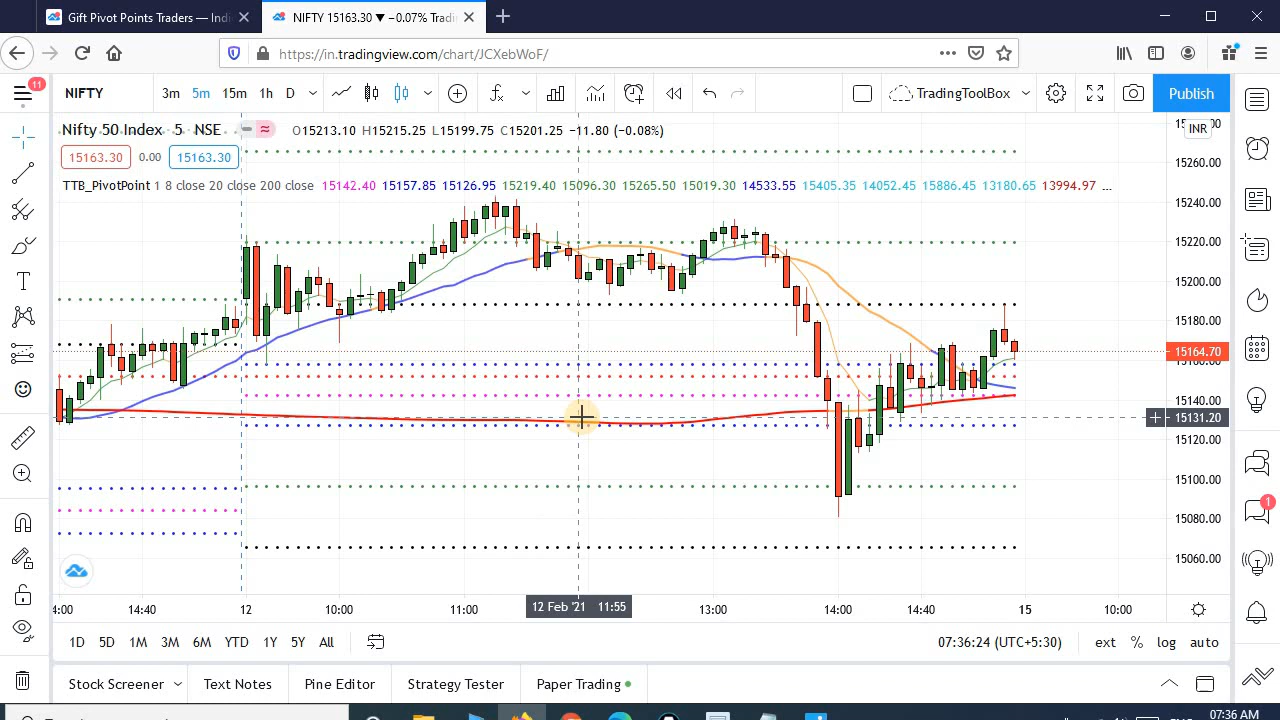 Gift Pivot Points Traders — Indi
NIFTY 15163.30 ▼ −0.07% Tradi
https://in.tradingview.com/chart/JCXebWoF/
11
NIFTY 3m 5m 15m 1h D TradingToolBox Publish
Nifty 50 Index 5 NSE O15213.10 H15215.25 L15199.75 C15201.25 −11.80 (−0.08%)
INR
15163.30 0.00 15163.30
TTB_PivotPoint 1 8 close 20 close 200 close 15142.40 15157.85 15126.95 15219.40 15096.30 15265.50 15019.30 14533.55 15405.35 14052.45 15886.45 13180.65 13994.97 ...
15260.00
15240.00
15220.00
15200.00
15180.00
15164.70
15140.00
15131.20
15120.00
15100.00
15080.00
15060.00
1
14:40 12 10:00 11:00 12 Feb '21 11:55 13:00 14:00 14:40 15 10:00
1D 5D 1M 3M 6M YTD 1Y 5Y All 07:36:24 (UTC+5:30) ext % log auto
Stock Screener Text Notes Pine Editor Strategy Tester Paper Trading
07:36 AM